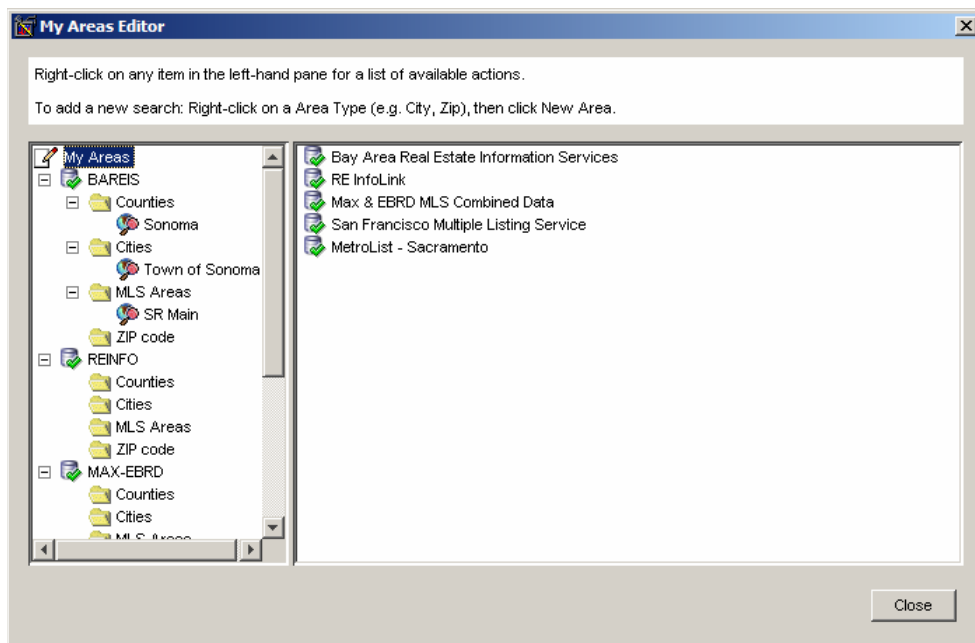 My Areas Editor
Right-click on any item in the left-hand pane for a list of available actions.
To add a new search: Right-click on a Area Type (e.g. City, Zip), then click New Area.
My Areas
BAREIS
Counties
Sonoma
Cities
Town of Sonoma
MLS Areas
SR Main
ZIP code
REINFO
Counties
Cities
MLS Areas
ZIP code
MAX-EBRD
Counties
Cities
MLS Areas
Bay Area Real Estate Information Services
RE InfoLink
Max & EBRD MLS Combined Data
San Francisco Multiple Listing Service
MetroList - Sacramento
Close